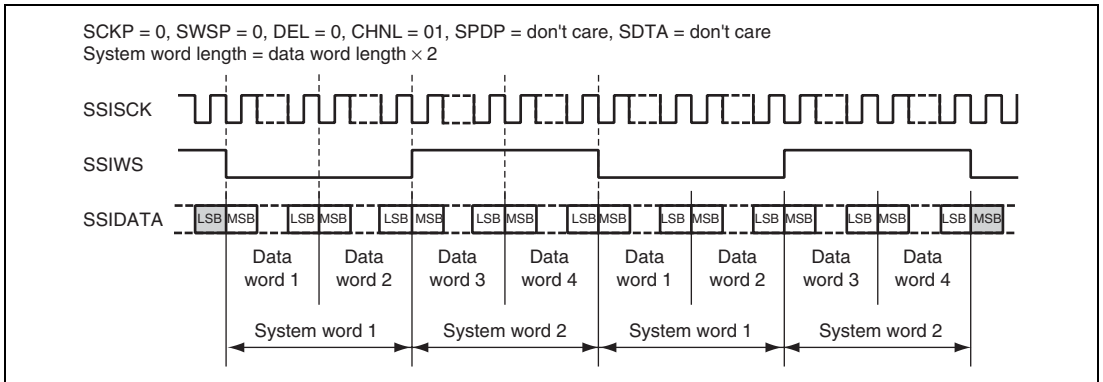 SCKP = 0, SWSP = 0, DEL = 0, CHNL = 01, SPDP = don't care, SDTA = don't care
System word length = data word length × 2
SSISCK
SSIWS
SSIDATA
LSB MSB LSB MSB LSB MSB LSB MSB LSB MSB LSB MSB LSB MSB LSB MSB LSB MSB
Data word 1 Data word 2 Data word 3 Data word 4 Data word 1 Data word 2 Data word 3 Data word 4
System word 1 System word 2 System word 1 System word 2